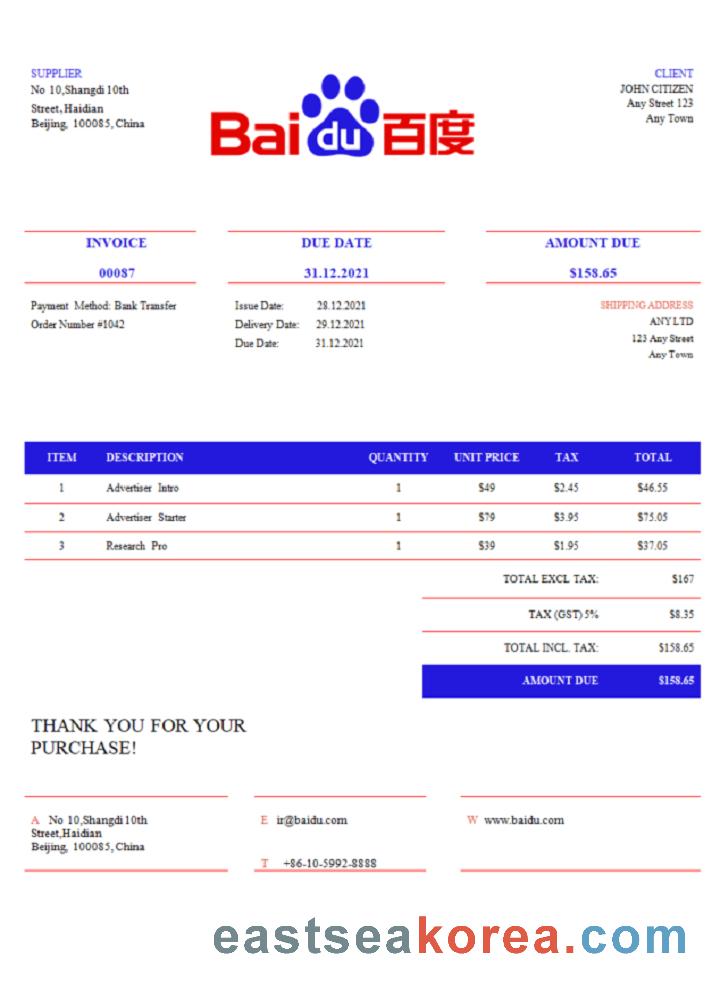 SUPPLIER
No 10,Shangdi 10th
Street, Haidian
Beijing, 100085, China
Baidu百度
CLIENT
JOHN CITIZEN
Any Street 123
Any Town
INVOICE
00087
DUE DATE
31.12.2021
AMOUNT DUE
$158.65
Payment Method: Bank Transfer
Order Number #1042
Issue Date: 28.12.2021
Delivery Date: 29.12.2021
Due Date: 31.12.2021
SHIPPING ADDRESS
ANY LTD
123 Any Street
Any Town
ITEM DESCRIPTION QUANTITY UNIT PRICE TAX TOTAL
1 Advertiser Intro 1 $49 $2.45 $46.55
2 Advertiser Starter 1 $79 $3.95 $75.05
3 Research Pro 1 $39 $1.95 $37.05
TOTAL EXCL TAX: $167
TAX (GST) 5% $8.35
TOTAL INCL. TAX: $158.65
AMOUNT DUE $158.65
THANK YOU FOR YOUR
PURCHASE!
A No 10,Shangdi 10th
Street,Haidian
Beijing, 100085, China
E ir@baidu.com
T +86-10-5992-8888
W www.baidu.com
eastseakorea.com